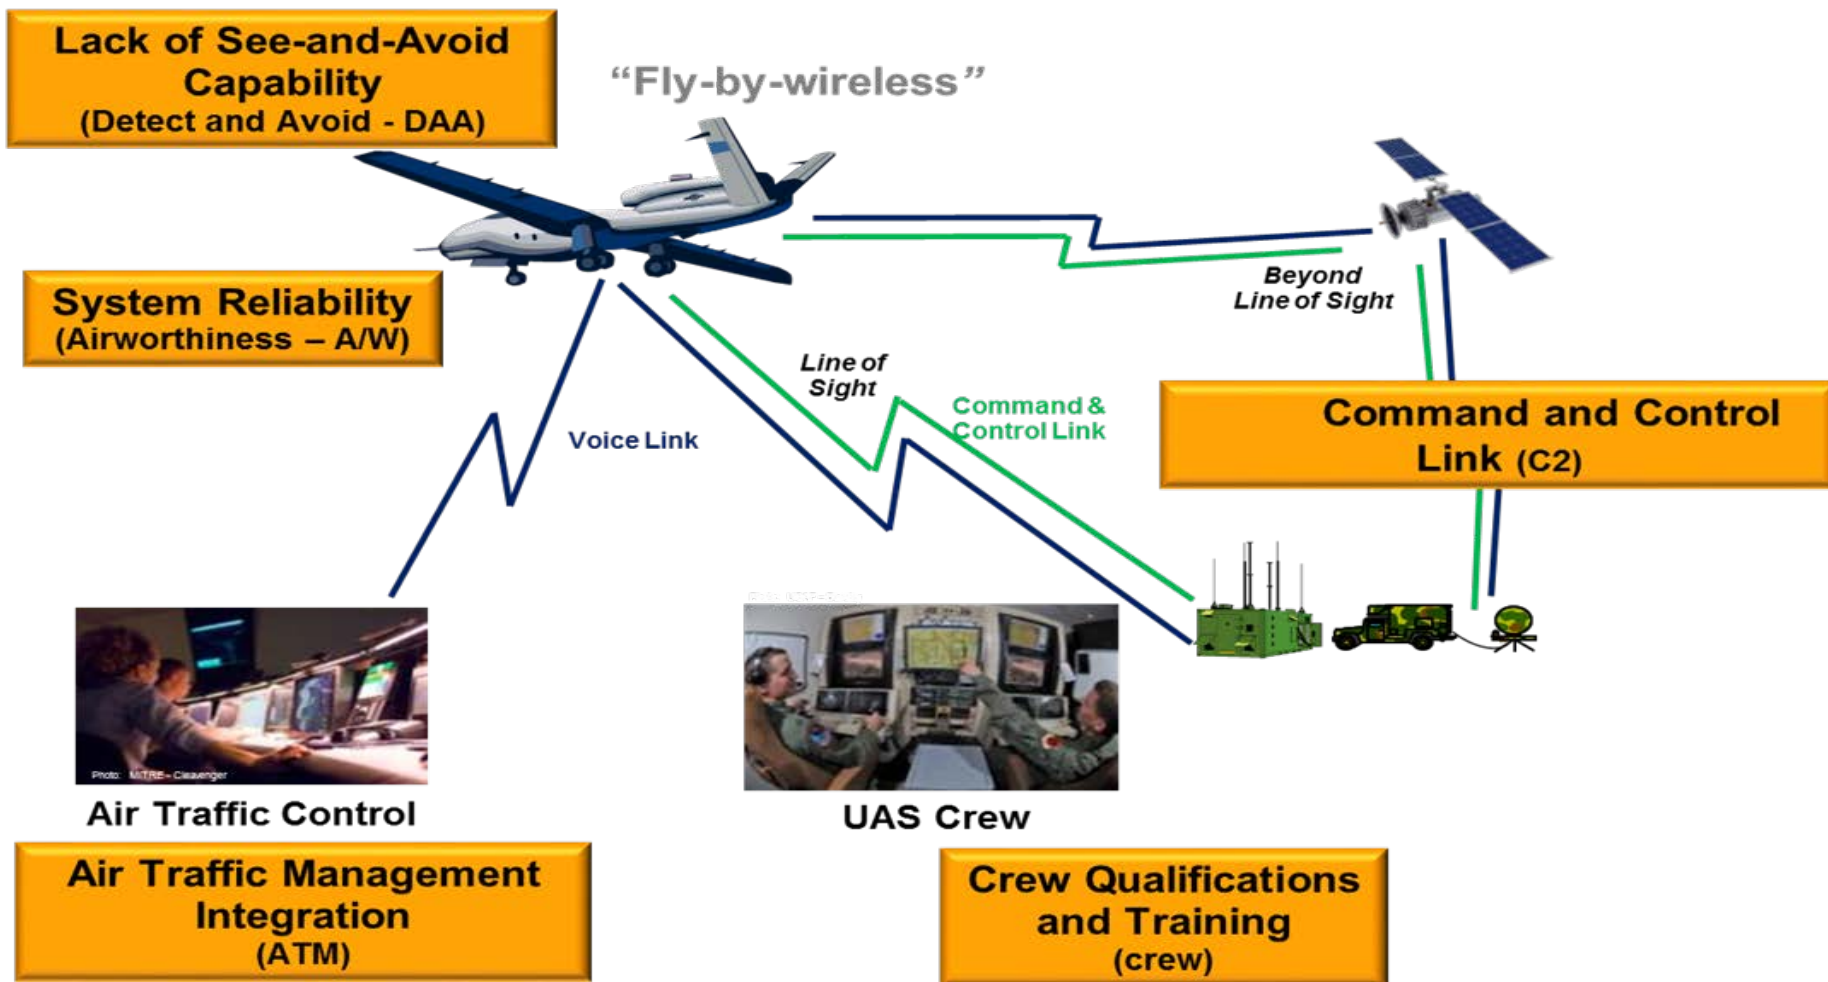 Lack of See-and-Avoid
Capability
(Detect and Avoid - DAA)
“Fly-by-wireless”
System Reliability
(Airworthiness – A/W)
Beyond
Line of Sight
Line of
Sight
Command &
Control Link
Voice Link
Command and Control
Link (C2)
Photo: MITRE - Cleavenger
Air Traffic Control
UAS Crew
Air Traffic Management
Integration
(ATM)
Crew Qualifications
and Training
(crew)